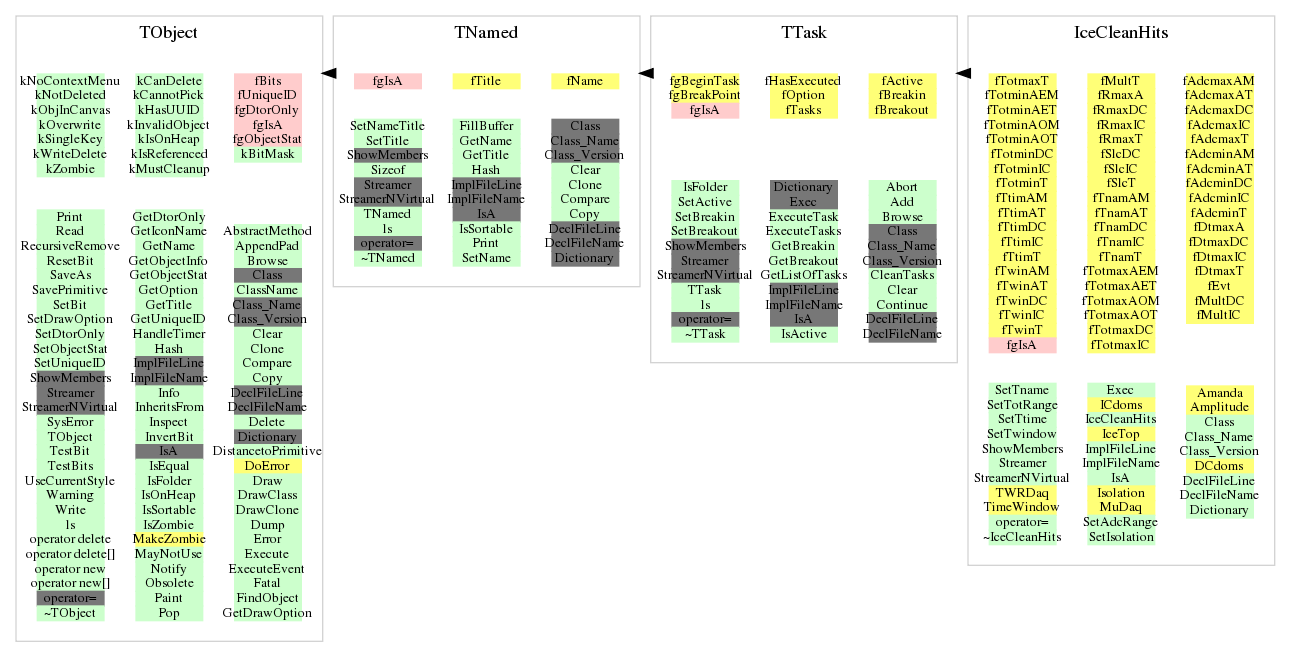 TObject
kNoContextMenu kCanDelete fBits
kNotDeleted kCannotPick fUniqueID
kObjInCanvas kHasUUID fgDtorOnly
kOverwrite kInvalidObject fgIsA
kSingleKey kIsOnHeap fgObjectStat
kWriteDelete kIsReferenced kBitMask
kZombie kMustCleanup
Print GetDtorOnly
Read GetIconName AbstractMethod
RecursiveRemove GetName AppendPad
ResetBit GetObjectInfo Browse
SaveAs GetObjectStat Class
SavePrimitive GetOption ClassName
SetBit GetTitle Class_Name
SetDrawOption GetUniqueID Class_Version
SetDtorOnly HandleTimer Clear
SetObjectStat Hash Clone
SetUniqueID ImplFileLine Compare
ShowMembers ImplFileName Copy
Streamer Info DeclFileLine
StreamerNVirtual InheritsFrom DeclFileName
SysError Inspect Delete
TObject InvertBit Dictionary
TestBit IsA DistancetoPrimitive
TestBits IsEqual DoError
UseCurrentStyle IsFolder Draw
Warning IsOnHeap DrawClass
Write IsSortable DrawClone
ls IsZombie Dump
operator delete MakeZombie Error
operator delete[] MayNotUse Execute
operator new Notify ExecuteEvent
operator new[] Obsolete Fatal
operator= Paint FindObject
~TObject Pop GetDrawOption
TNamed
fgIsA fTitle fName
SetNameTitle FillBuffer Class
SetTitle GetName Class_Name
ShowMembers GetTitle Class_Version
Sizeof Hash Clear
Streamer ImplFileLine Clone
StreamerNVirtual ImplFileName Compare
TNamed IsA Copy
ls IsSortable DeclFileLine
operator= Print DeclFileName
~TNamed SetName Dictionary
TTask
fgBeginTask fHasExecuted fActive
fgBreakPoint fOption fBreakin
fgIsA fTasks fBreakout
IsFolder Dictionary Abort
SetActive Exec Add
SetBreakin ExecuteTask Browse
SetBreakout ExecuteTasks Class
ShowMembers GetBreakin Class_Name
Streamer GetBreakout Class_Version
StreamerNVirtual GetListOfTasks CleanTasks
TTask ImplFileLine Clear
ls ImplFileName Continue
operator= IsA DeclFileLine
~TTask IsActive DeclFileName
IceCleanHits
fTotmaxT fMultT fAdcmaxAM
fTotminAEM fRmaxA fAdcmaxAT
fTotminAET fRmaxDC fAdcmaxDC
fTotminAOM fRmaxIC fAdcmaxIC
fTotminAOT fRmaxT fAdcmaxT
fTotminDC fSlcDC fAdcminAM
fTotminIC fSlcIC fAdcminAT
fTotminT fSlcT fAdcminDC
fTtimAM fTnamAM fAdcminIC
fTtimAT fTnamAT fAdcminT
fTtimDC fTnamDC fDtmaxA
fTtimIC fTnamIC fDtmaxDC
fTtimT fTnamT fDtmaxIC
fTwinAM fTotmaxAEM fDtmaxT
fTwinAT fTotmaxAET fEvt
fTwinDC fTotmaxAOM fMultDC
fTwinIC fTotmaxAOT fMultIC
fTwinT fTotmaxDC
fgIsA fTotmaxIC
SetTname Exec Amanda
SetTotRange ICdoms Amplitude
SetTtime IceCleanHits Class
SetTwindow IceTop Class_Name
ShowMembers ImplFileLine Class_Version
Streamer ImplFileName DCdoms
StreamerNVirtual IsA DeclFileLine
TWRDaq Isolation DeclFileName
TimeWindow MuDaq Dictionary
operator= SetAdcRange
~IceCleanHits SetIsolation